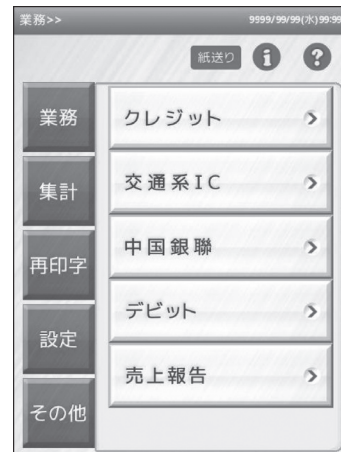 業務>> 9999/99/99(水)99:99
紙送り i ?
業務
集計
再印字
設定
その他
クレジット
交通系IC
中国銀聯
デビット
売上報告